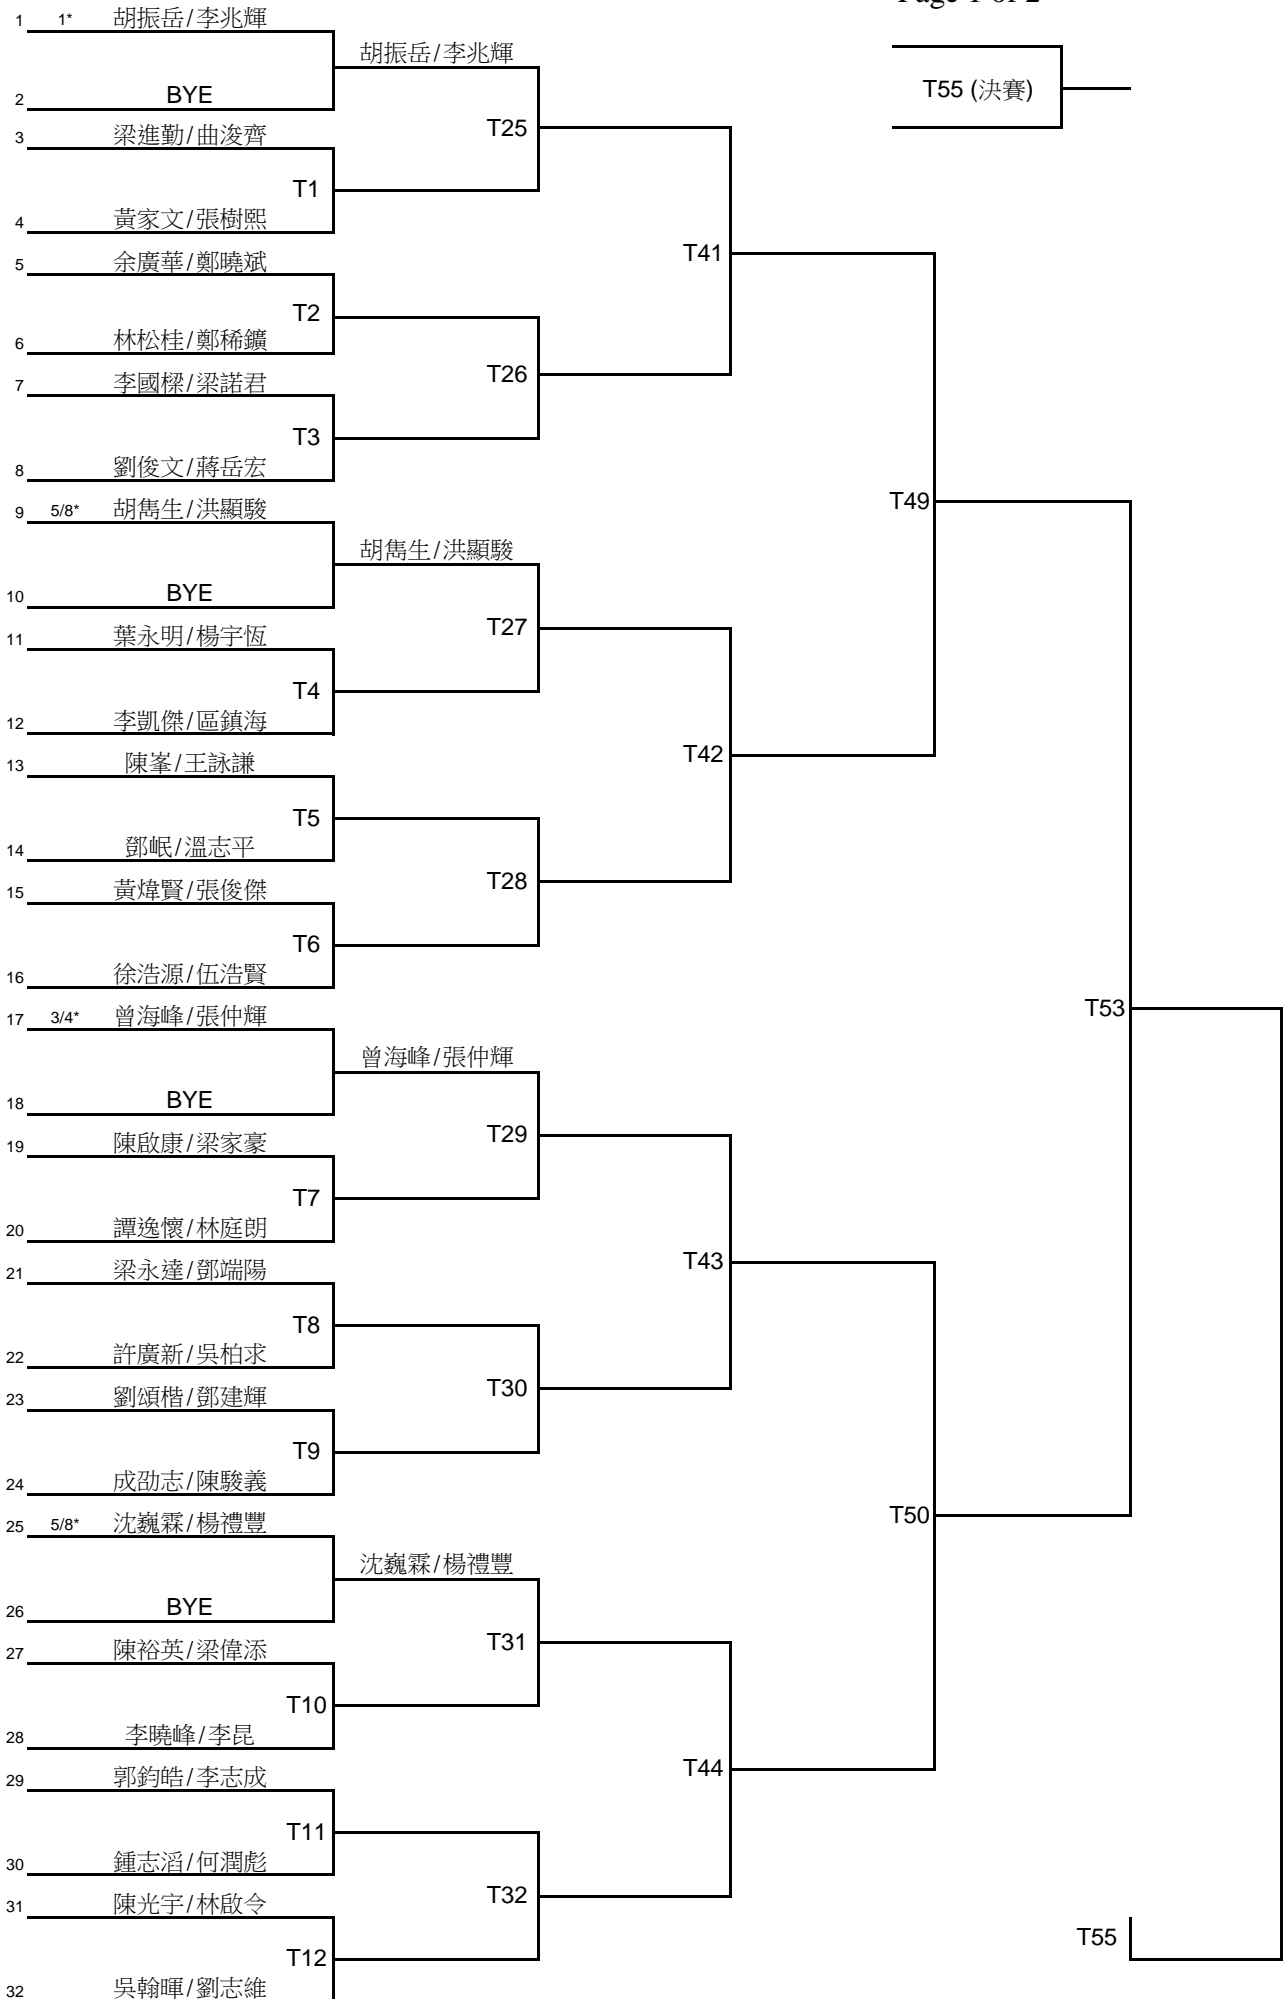 Page 1 of 2
1 1* 胡振岳/李兆輝
胡振岳/李兆輝
T55 (決賽)
2 BYE
T25
3 梁進勤/曲浚齊
T1
4 黃家文/張樹熙
T41
5 余廣華/鄭曉斌
T2
6 林松桂/鄭稀鑛
T26
7 李國樑/梁諾君
T3
8 劉俊文/蔣岳宏
T49
9 5/8* 胡雋生/洪顯駿
胡雋生/洪顯駿
10 BYE
T27
11 葉永明/楊宇恆
T4
12 李凱傑/區鎮海
T42
13 陳峯/王詠謙
T5
14 鄧岷/溫志平
T28
15 黃煒賢/張俊傑
T6
16 徐浩源/伍浩賢
T53
17 3/4* 曾海峰/張仲輝
曾海峰/張仲輝
18 BYE
T29
19 陳啟康/梁家豪
T7
20 譚逸懷/林庭朗
T43
21 梁永達/鄧端陽
T8
22 許廣新/吳柏求
T30
23 劉頌楷/鄧建輝
T9
24 成劭志/陳駿義
T50
25 5/8* 沈巍霖/楊禮豐
沈巍霖/楊禮豐
26 BYE
T31
27 陳裕英/梁偉添
T10
28 李曉峰/李昆
T44
29 郭鈞皓/李志成
T11
30 鍾志滔/何潤彪
T32
31 陳光宇/林啟令
T55
T12
32 吳翰暉/劉志維